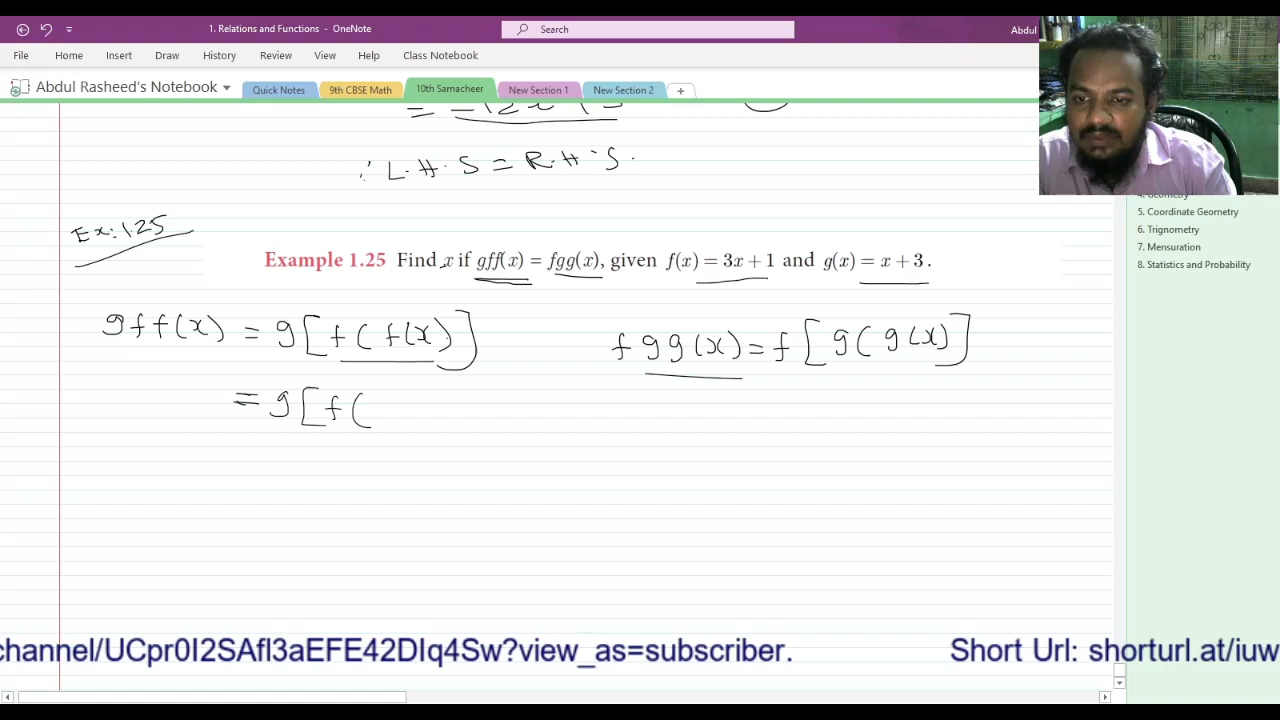 1. Relations and Functions - OneNote
Search
Abdul
File Home Insert Draw History Review View Help Class Notebook
Abdul Rasheed's Notebook Quick Notes 9th CBSE Math 10th Samacheer New Section 1 New Section 2 +
∴ L.H.S = R.H.S.
5. Coordinate Geometry
6. Trignometry
7. Mensuration
8. Statistics and Probability
Ex: 1.25
Example 1.25 Find x if gff(x) = fgg(x), given f(x) = 3x + 1 and g(x) = x + 3.
gff(x) = g[f(f(x))]
fgg(x) = f[g(g(x)]
= g[f(
channel/UCpr0I2SAfl3aEFE42DIq4Sw?view_as=subscriber. Short Url: shorturl.at/iuw